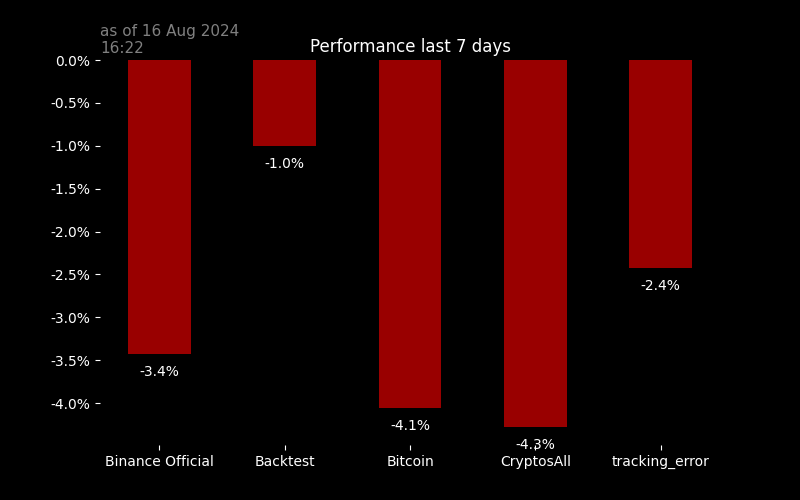 as of 16 Aug 2024
16:22
Performance last 7 days
0.0%
-0.5%
-1.0%
-1.5%
-2.0%
-2.5%
-3.0%
-3.5%
-4.0%
-3.4%
-1.0%
-4.1%
-4.3%
-2.4%
Binance Official
Backtest
Bitcoin
CryptosAll
tracking_error